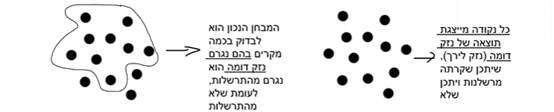 כל נקודה מייצגת
תוצאה של נזק
דומה (נזק לירך),
שיתכן שקרתה
מרשלנות ויתכן
שלא
המבחן הנכון הוא
לבדוק בכמה
מקרים בהם נגרם
נזק דומה הוא
נגרם מהתרשלות,
לעומת שלא
מהתרשלות